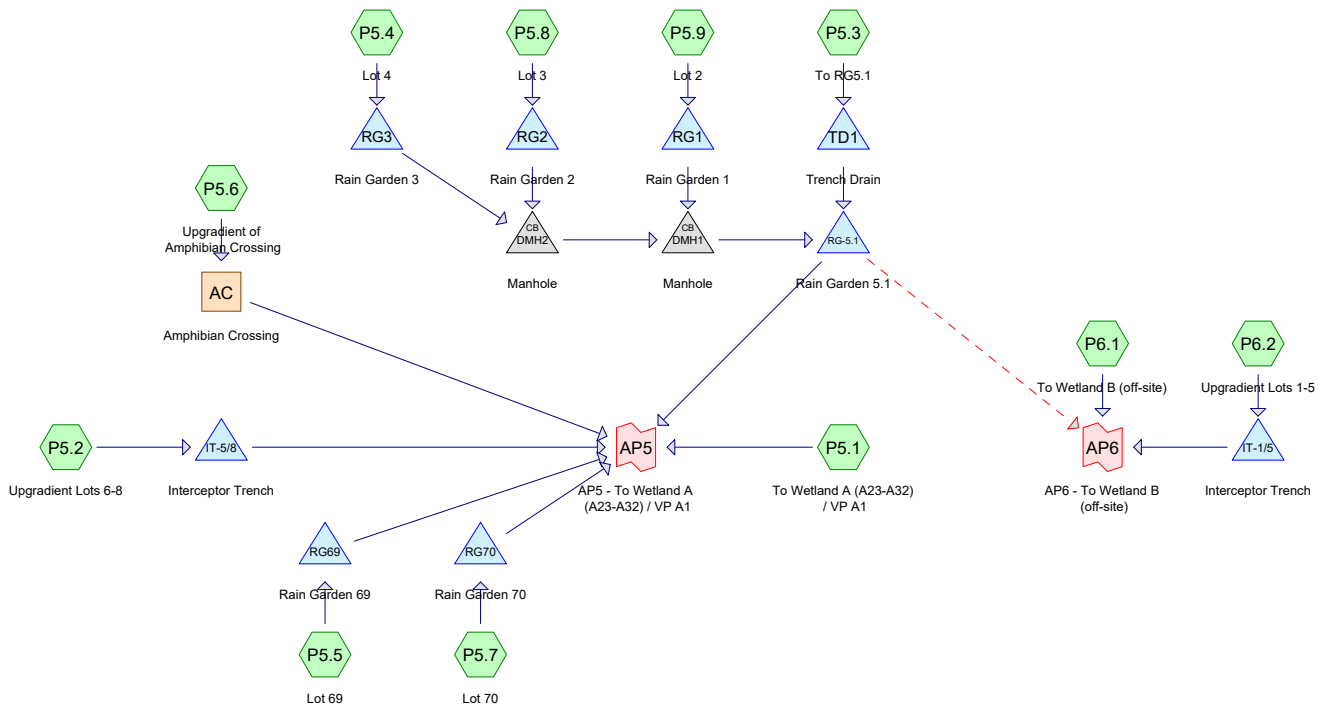 P5.4
P5.8
P5.9
P5.3
Lot 4
Lot 3
Lot 2
To RG5.1
RG3
RG2
RG1
TD1
Rain Garden 3
Rain Garden 2
Rain Garden 1
Trench Drain
P5.6
Upgradient of
Amphibian Crossing
CB
DMH2
CB
DMH1
RG-5.1
Manhole
Manhole
Rain Garden 5.1
AC
Amphibian Crossing
P6.1
P6.2
To Wetland B (off-site)
Upgradient Lots 1-5
P5.2
IT-5/8
AP5
P5.1
AP6
IT-1/5
Upgradient Lots 6-8
Interceptor Trench
AP5 - To Wetland A
(A23-A32) / VP A1
To Wetland A (A23-A32)
/ VP A1
AP6 - To Wetland B
(off-site)
Interceptor Trench
RG69
RG70
Rain Garden 69
Rain Garden 70
P5.5
P5.7
Lot 69
Lot 70